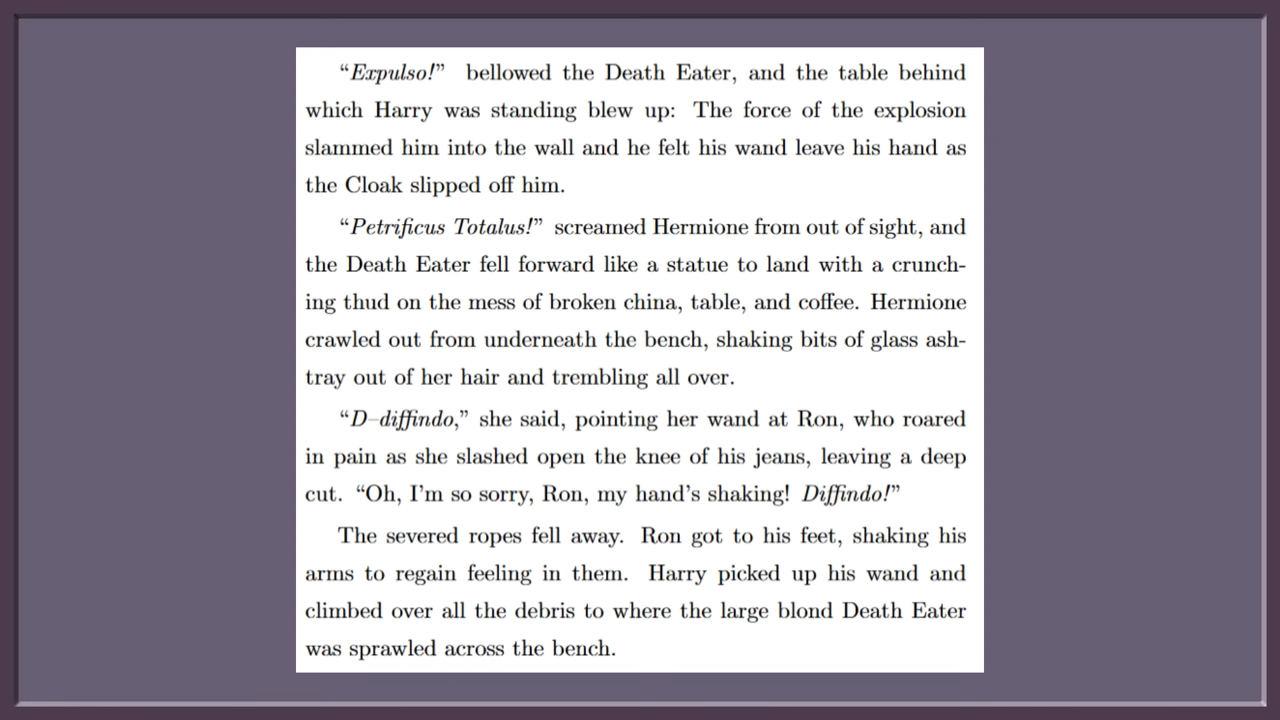 “Expulso!” bellowed the Death Eater, and the table behind
which Harry was standing blew up: The force of the explosion
slammed him into the wall and he felt his wand leave his hand as
the Cloak slipped off him.
“Petrificus Totalus!” screamed Hermione from out of sight, and
the Death Eater fell forward like a statue to land with a crunch-
ing thud on the mess of broken china, table, and coffee. Hermione
crawled out from underneath the bench, shaking bits of glass ash-
tray out of her hair and trembling all over.
“D–diffindo,” she said, pointing her wand at Ron, who roared
in pain as she slashed open the knee of his jeans, leaving a deep
cut. “Oh, I’m so sorry, Ron, my hand’s shaking! Diffindo!”
The severed ropes fell away. Ron got to his feet, shaking his
arms to regain feeling in them. Harry picked up his wand and
climbed over all the debris to where the large blond Death Eater
was sprawled across the bench.